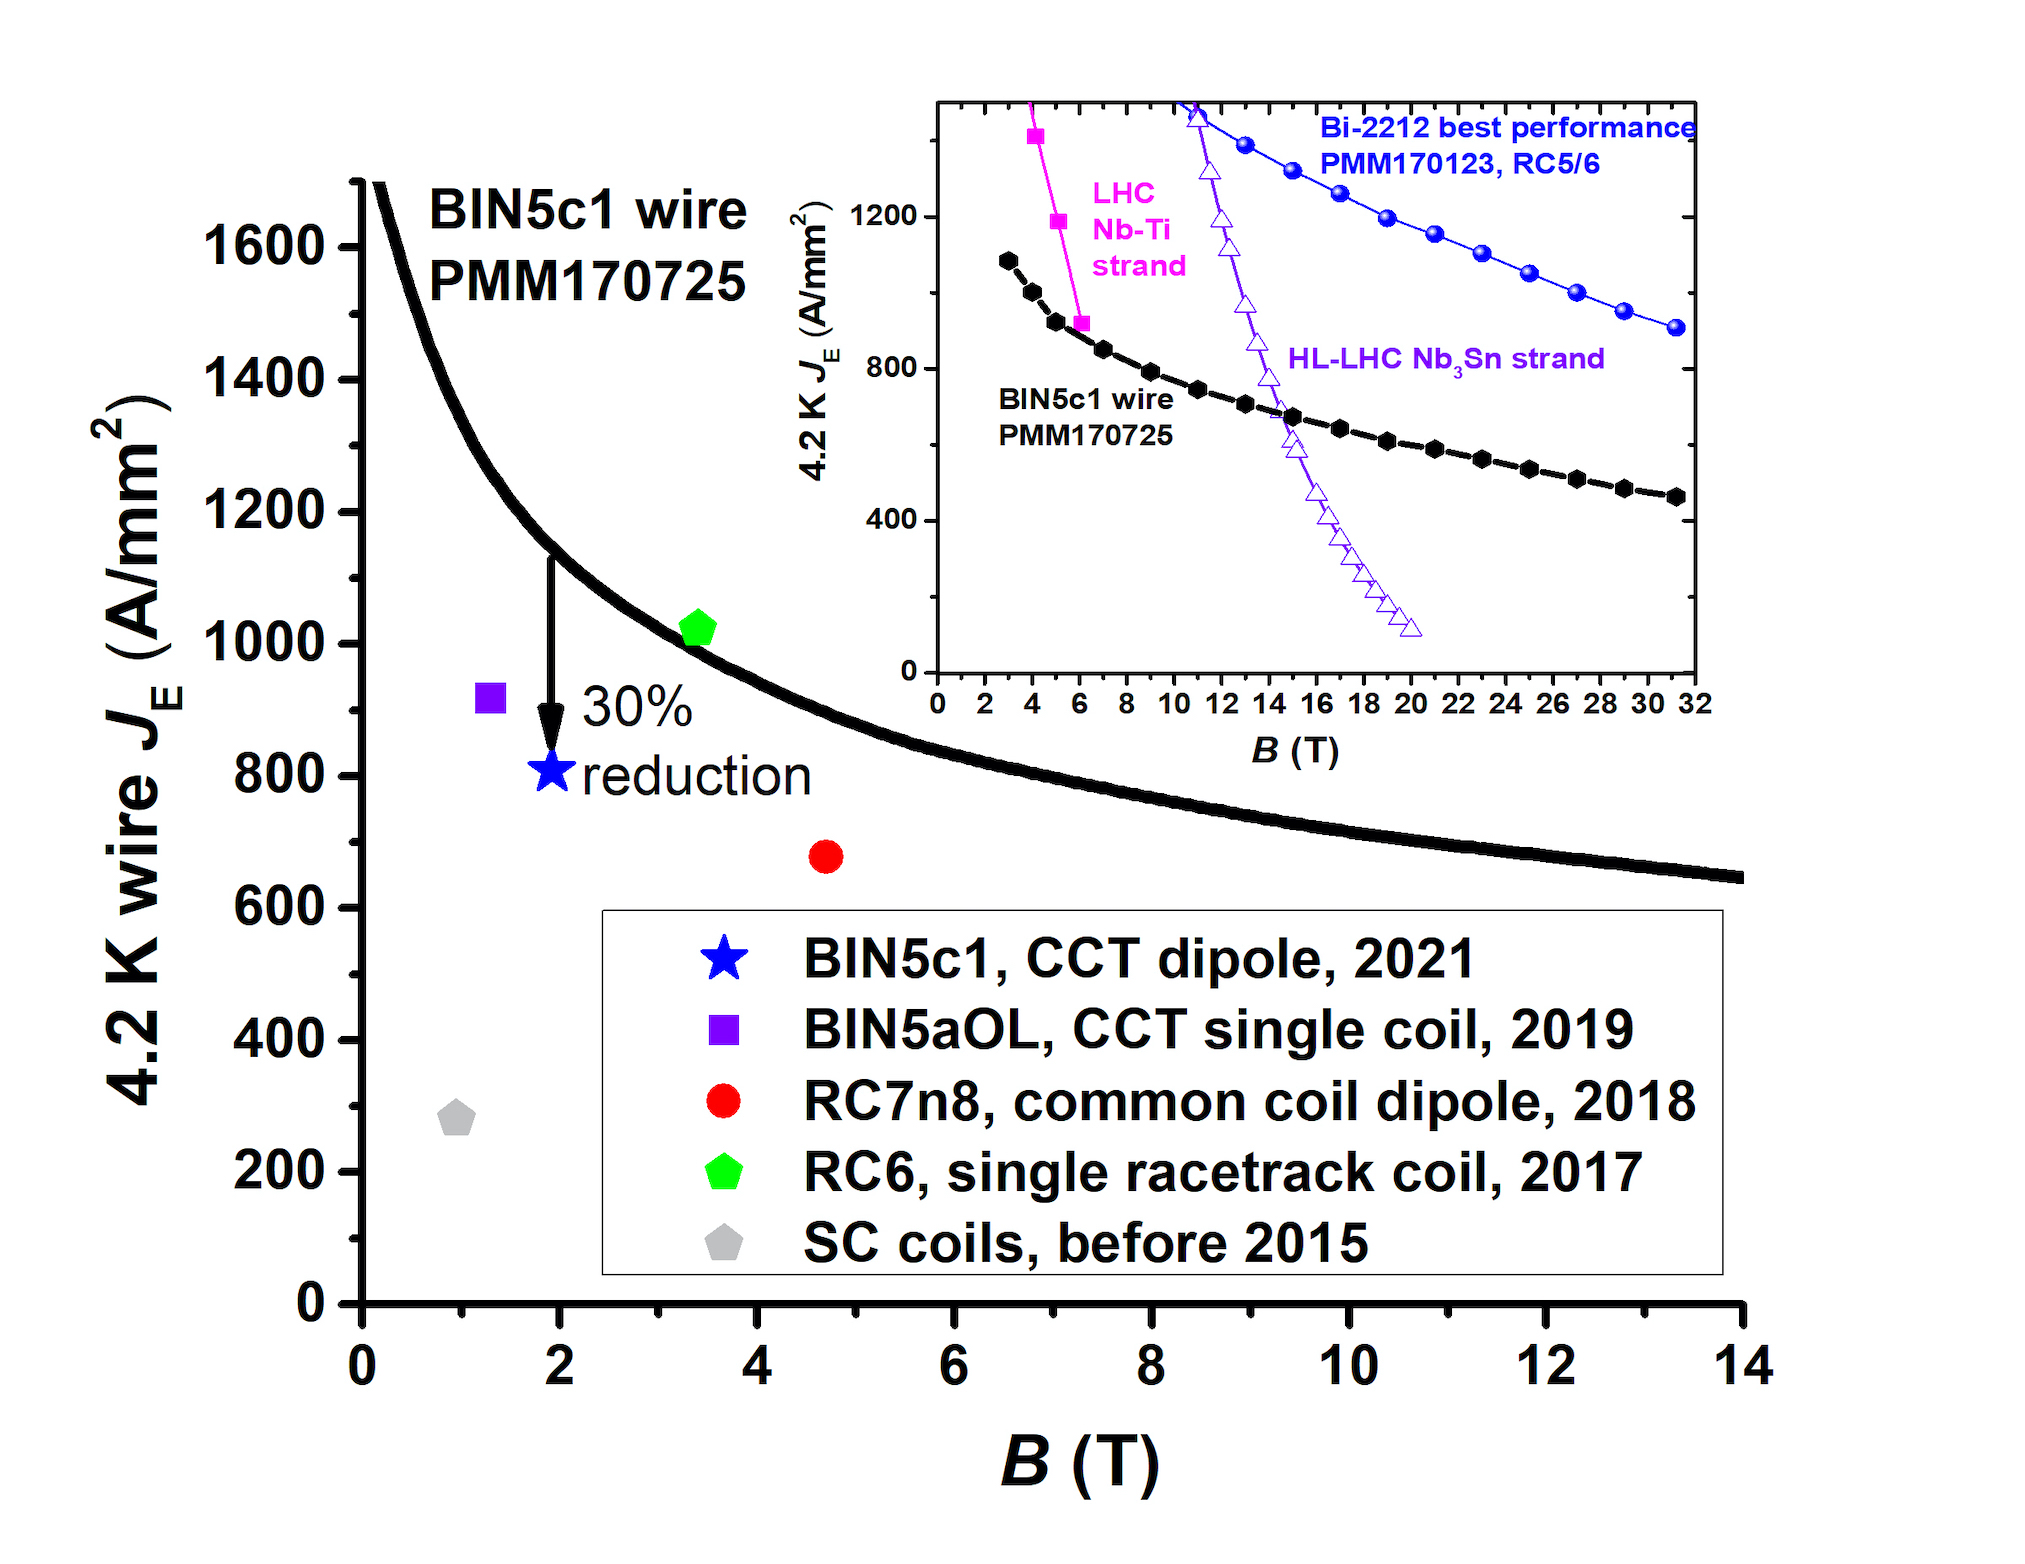 BIN5c1 wire
PMM170725
4.2 K wire J_E (A/mm²)
1600
1400
1200
1000
800
600
400
200
0
0 2 4 6 8 10 12 14
B (T)
30%
reduction
BIN5c1, CCT dipole, 2021
BIN5aOL, CCT single coil, 2019
RC7n8, common coil dipole, 2018
RC6, single racetrack coil, 2017
SC coils, before 2015
4.2 K J_E (A/mm²)
1200
800
400
0
0 2 4 6 8 10 12 14 16 18 20 22 24 26 28 30 32
B (T)
Bi-2212 best performance
PMM170123, RC5/6
LHC
Nb-Ti
strand
HL-LHC Nb₃Sn strand
BIN5c1 wire
PMM170725